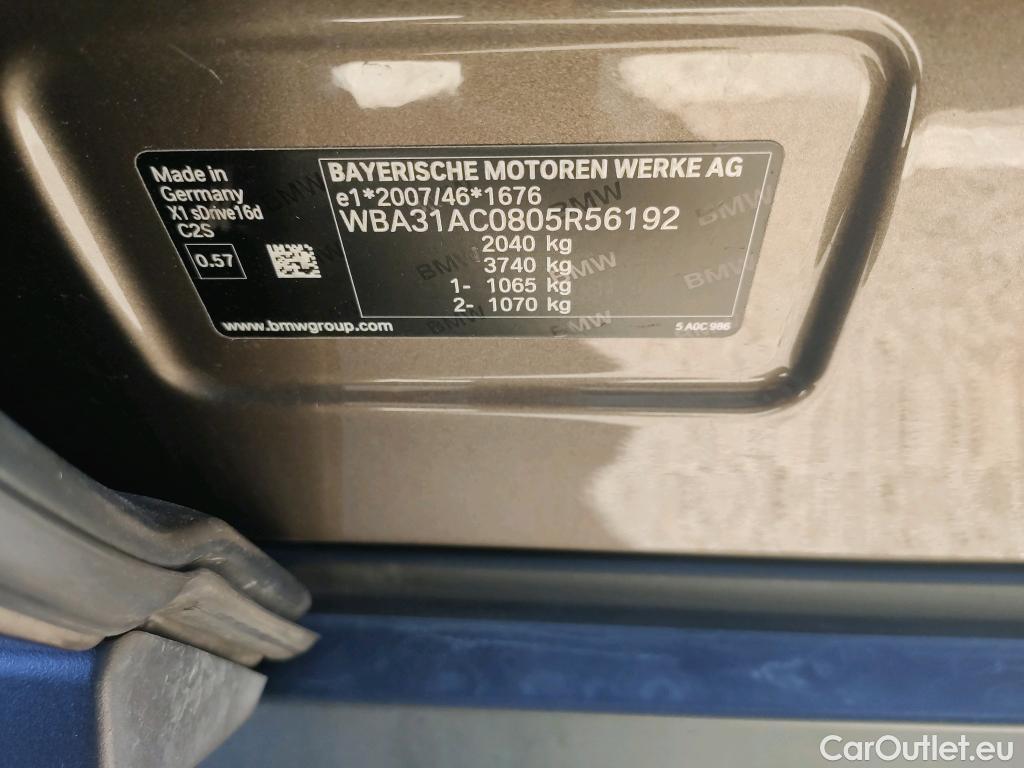 Made in
Germany
X1 sDrive16d
C2S
0.57
BAYERISCHE MOTOREN WERKE AG
e1*2007/46*1676
WBA31AC0805R56192
2040 kg
3740 kg
1- 1065 kg
2- 1070 kg
www.bmwgroup.com
5 A0C 986
CarOutlet.eu